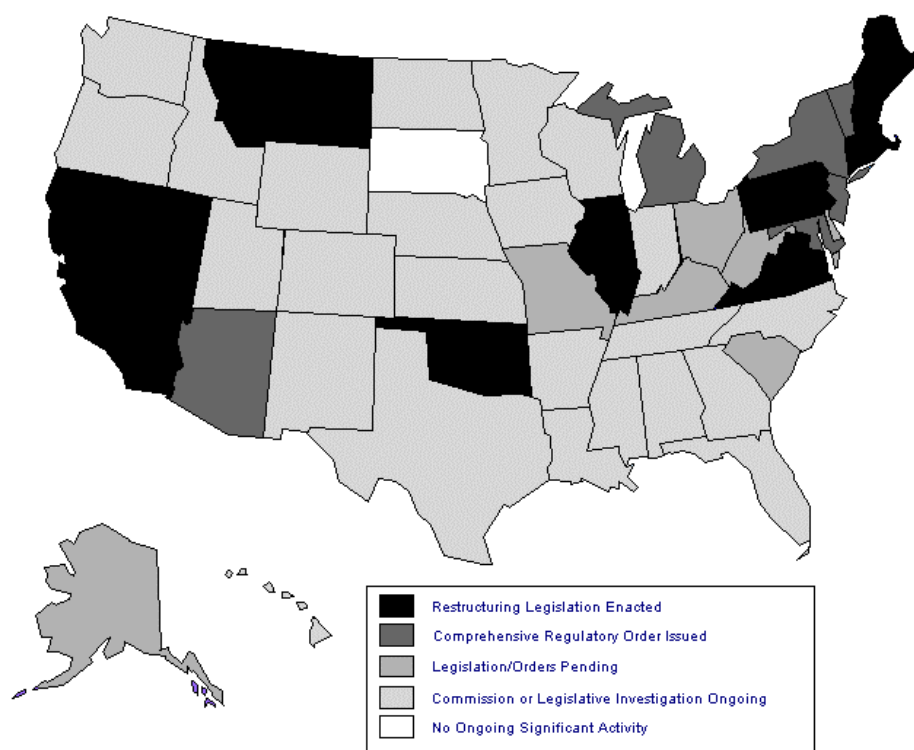 Restructuring Legislation Enacted
Comprehensive Regulatory Order Issued
Legislation/Orders Pending
Commission or Legislative Investigation Ongoing
No Ongoing Significant Activity